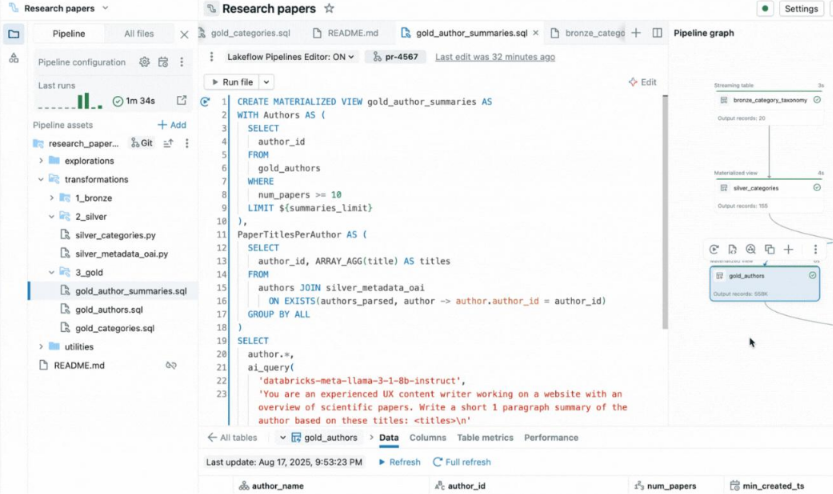 Research papers
Research papers
Settings
Pipeline
All files
gold_categories.sql
README.md
gold_author_summaries.sql
bronze_catego
Pipeline graph
Pipeline configuration
Lakeflow Pipelines Editor: ON
pr-4567
Last edit was 32 minutes ago
Last runs
1m 34s
Run file
Edit
Pipeline assets
Add
research_paper...
Git
explorations
transformations
1_bronze
2_silver
silver_categories.py
silver_metadata_oai.py
3_gold
gold_author_summaries.sql
gold_authors.sql
gold_categories.sql
utilities
README.md
1 CREATE MATERIALIZED VIEW gold_author_summaries AS
2 WITH Authors AS (
3 SELECT
4 author_id
5 FROM
6 gold_authors
7 WHERE
8 num_papers >= 10
9 LIMIT ${summaries_limit}
10 ),
11 PaperTitlesPerAuthor AS (
12 SELECT
13 author_id, ARRAY_AGG(title) AS titles
14 FROM
15 authors JOIN silver_metadata_oai
16 ON EXISTS(authors_parsed, author -> author.author_id = author_id)
17 GROUP BY ALL
18 )
19 SELECT
20 author.*,
21 ai_query(
22 'databricks-meta-llama-3-1-8b-instruct',
23 'You are an experienced UX content writer working on a website with an
overview of scientific papers. Write a short 1 paragraph summary of the
author based on these titles: <titles>\n'
Streaming table
3s
bronze_category_taxonomy
Output records: 20
Materialized view
4s
silver_categories
Output records: 155
gold_authors
All tables
gold_authors
Data
Columns
Table metrics
Performance
Last update: Aug 17, 2025, 9:53:23 PM
Refresh
Full refresh
author_name
author_id
num_papers
min_created_ts